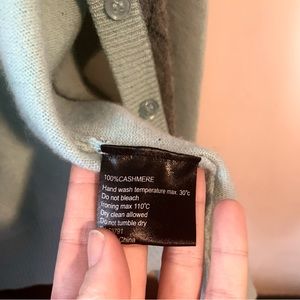 100%CASHMERE
Hand wash temperature max. 30°c
Do not bleach
Ironing max 110°C
Dry clean allowed
Do not tumble dry
China